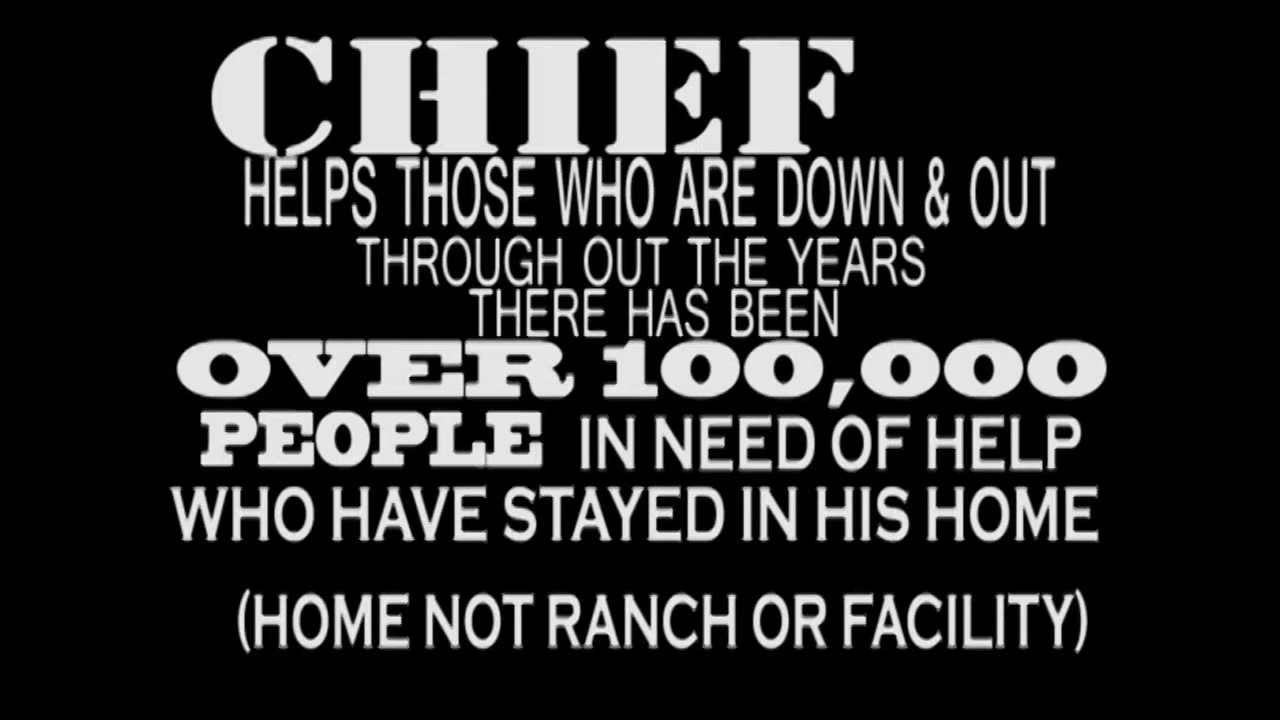 CHIEF
HELPS THOSE WHO ARE DOWN & OUT
THROUGH OUT THE YEARS
THERE HAS BEEN
OVER 100,000
PEOPLE IN NEED OF HELP
WHO HAVE STAYED IN HIS HOME
(HOME NOT RANCH OR FACILITY)